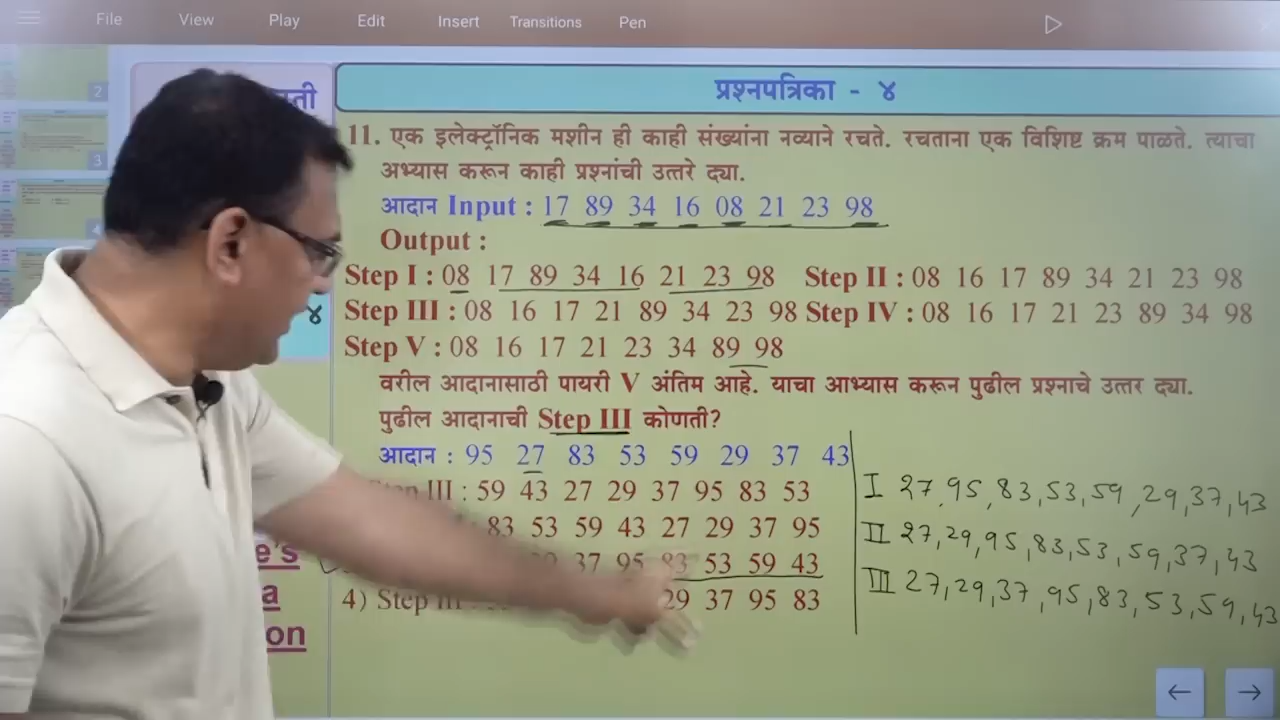 File View Play Edit Insert Transitions Pen
2
3
प्रश्नपत्रिका - ४
11. एक इलेक्ट्रॉनिक मशीन ही काही संख्यांना नव्याने रचते. रचताना एक विशिष्ट क्रम पाळते. त्याचा
अभ्यास करून काही प्रश्नांची उत्तरे द्या.
आदान Input : 17 89 34 16 08 21 23 98
Output :
Step I : 08 17 89 34 16 21 23 98 Step II : 08 16 17 89 34 21 23 98
Step III : 08 16 17 21 89 34 23 98 Step IV : 08 16 17 21 23 89 34 98
Step V : 08 16 17 21 23 34 89 98
वरील आदानासाठी पायरी V अंतिम आहे. याचा आभ्यास करून पुढील प्रश्नाचे उत्तर द्या.
पुढील आदानाची Step III कोणती?
आदान : 95 27 83 53 59 29 37 43
III : 59 43 27 29 37 95 83 53
83 53 59 43 27 29 37 95
37 95 83 53 59 43
4) Step 29 37 95 83
I 27, 95, 83, 53, 59, 29, 37, 43
II 27, 29, 95, 83, 53, 59, 37, 43
III 27, 29, 37, 95, 83, 53, 59, 43
४
e's
a
on